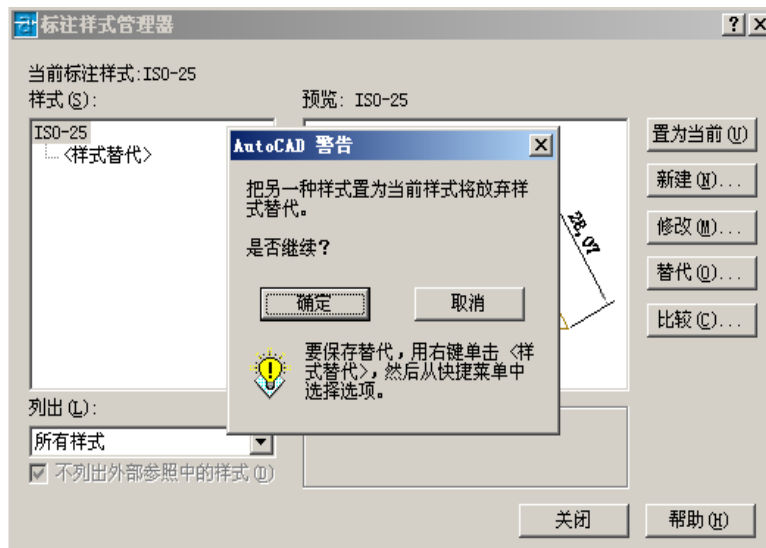 标注样式管理器
当前标注样式:ISO-25
样式(S):
预览: ISO-25
ISO-25
<样式替代>
置为当前(U)
新建(N)...
修改(M)...
替代(O)...
比较(C)...
28,07
AutoCAD 警告
把另一种样式置为当前样式将放弃样
式替代。
是否继续?
确定
取消
要保存替代,用右键单击 <样
式替代>,然后从快捷菜单中
选择选项。
列出(L):
所有样式
不列出外部参照中的样式(D)
关闭
帮助(H)